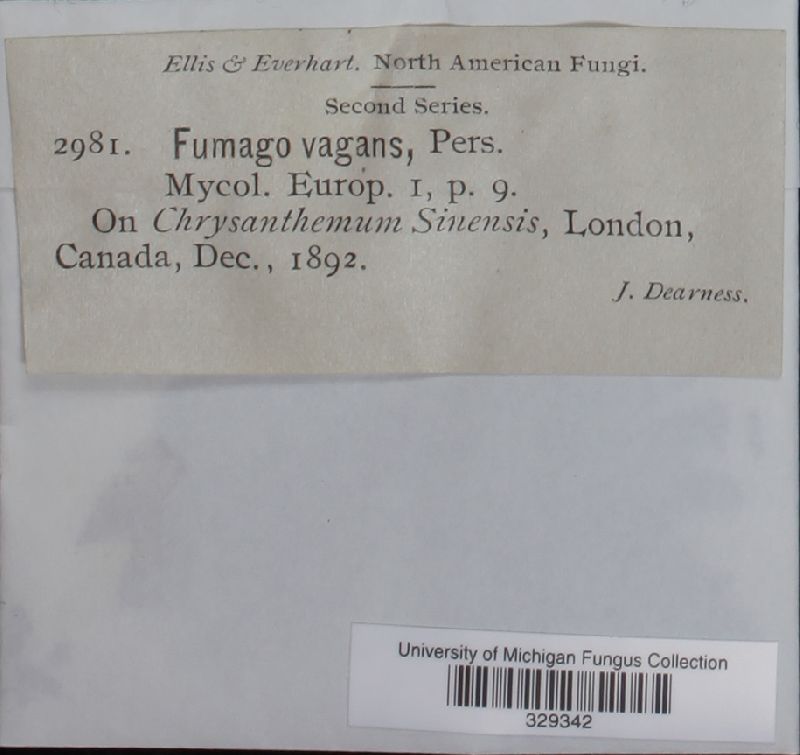 Ellis & Everhart. North American Fungi.
Second Series.
2981. Fumago vagans, Pers.
Mycol. Europ. 1, p. 9.
On Chrysanthemum Sinensis, London,
Canada, Dec., 1892.
J. Dearness.
University of Michigan Fungus Collection
329342